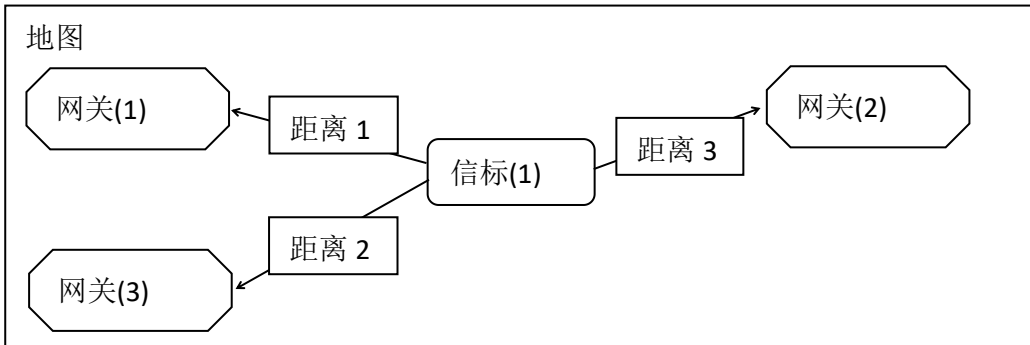 地图
网关(1)
距离 1
信标(1)
距离 3
网关(2)
距离 2
网关(3)